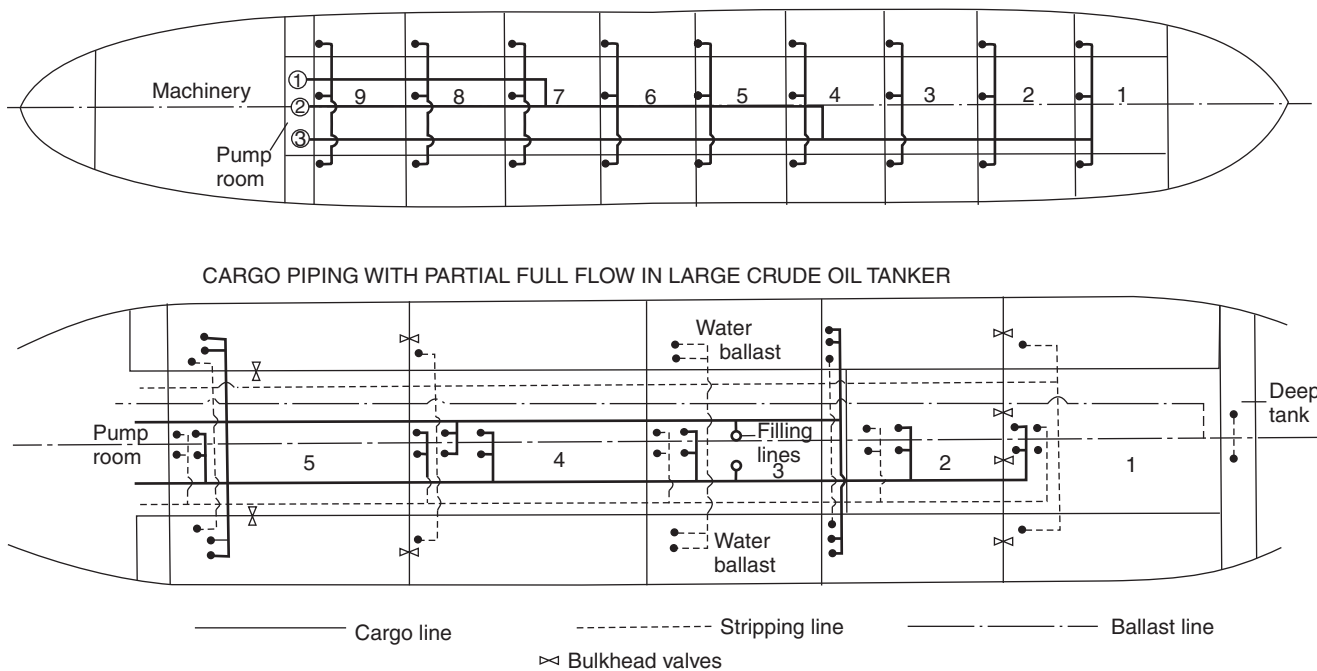 Machinery
1
2
3
9 8 7 6 5 4 3 2 1
Pump
room
CARGO PIPING WITH PARTIAL FULL FLOW IN LARGE CRUDE OIL TANKER
Water
ballast
Deep
tank
Pump
room
Filling
lines
5 4 3 2 1
Water
ballast
Cargo line
Stripping line
Ballast line
Bulkhead valves